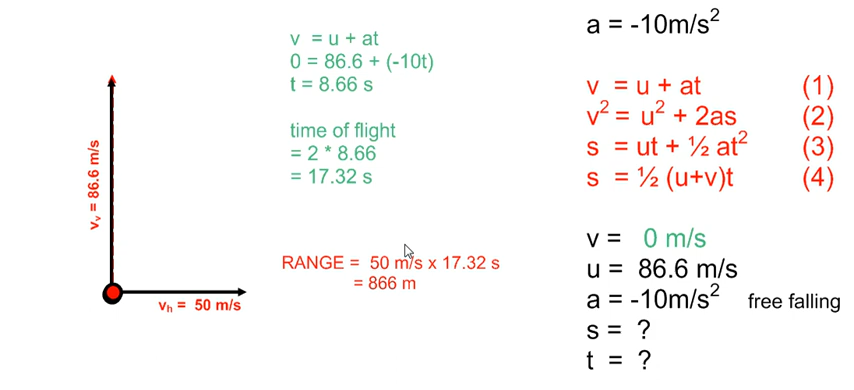 v = u + at
0 = 86.6 + (-10t)
t = 8.66 s
time of flight
= 2 * 8.66
= 17.32 s
RANGE = 50 m/s x 17.32 s
= 866 m
vᵥ = 86.6 m/s
vₕ = 50 m/s
a = -10m/s²
v = u + at (1)
v² = u² + 2as (2)
s = ut + ½ at² (3)
s = ½ (u+v)t (4)
v = 0 m/s
u = 86.6 m/s
a = -10m/s² free falling
s = ?
t = ?